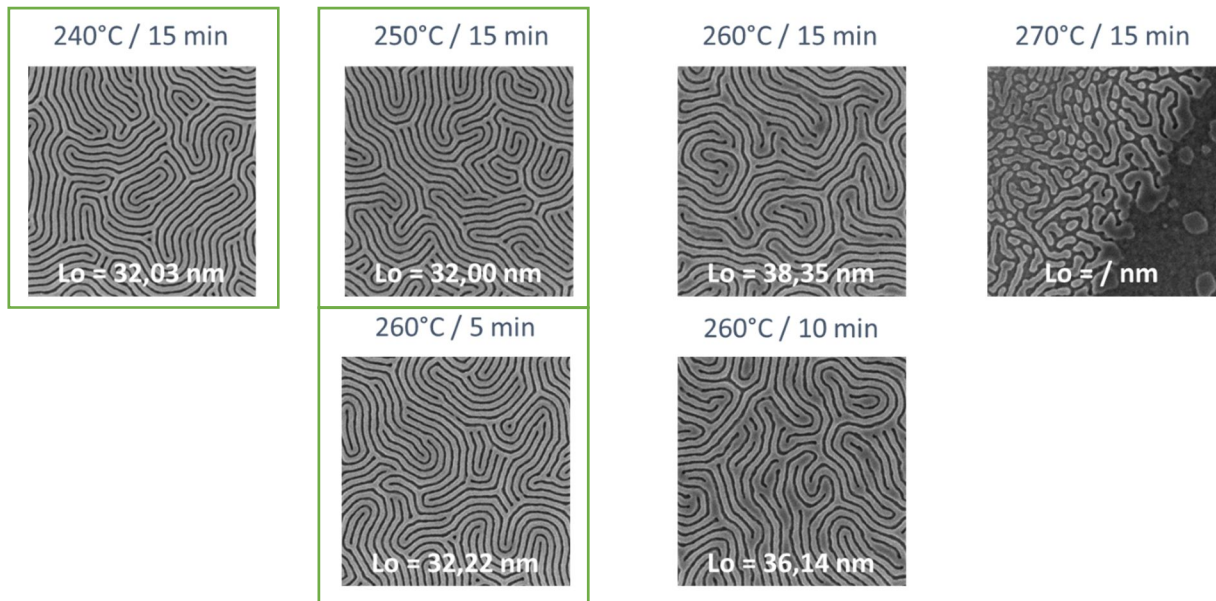 240°C / 15 min
250°C / 15 min
260°C / 15 min
270°C / 15 min
Lo = 32,03 nm
Lo = 32,00 nm
Lo = 38,35 nm
Lo = / nm
260°C / 5 min
260°C / 10 min
Lo = 32,22 nm
Lo = 36,14 nm